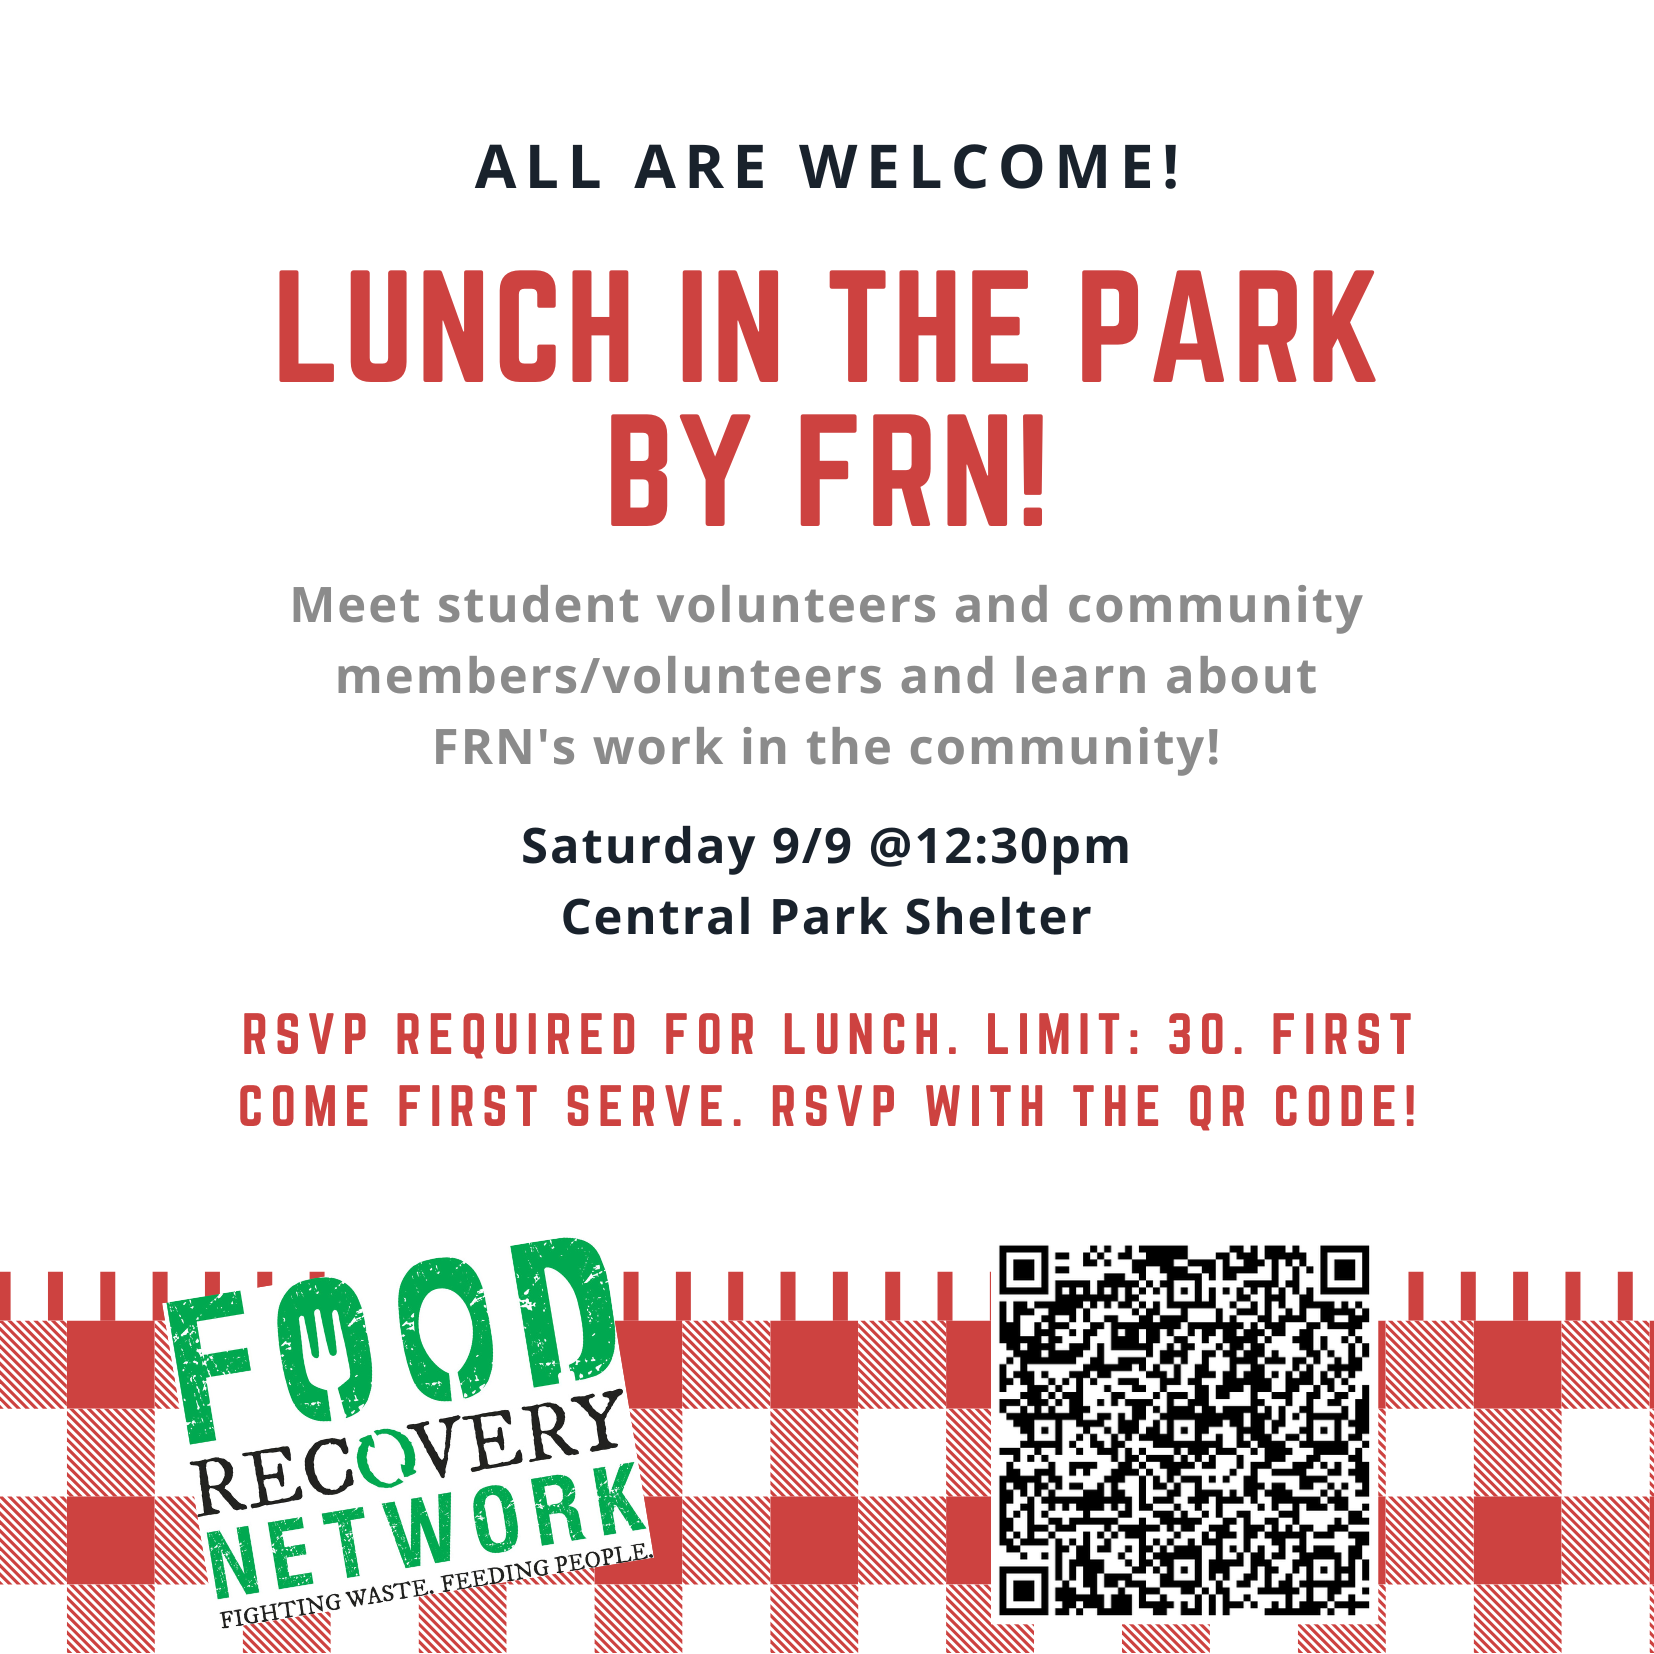 ALL ARE WELCOME!
LUNCH IN THE PARK
BY FRN!
Meet student volunteers and community
members/volunteers and learn about
FRN's work in the community!
Saturday 9/9 @12:30pm
Central Park Shelter
RSVP REQUIRED FOR LUNCH. LIMIT: 30. FIRST
COME FIRST SERVE. RSVP WITH THE QR CODE!
FOOD
RECOVERY
NETWORK
FIGHTING WASTE. FEEDING PEOPLE.